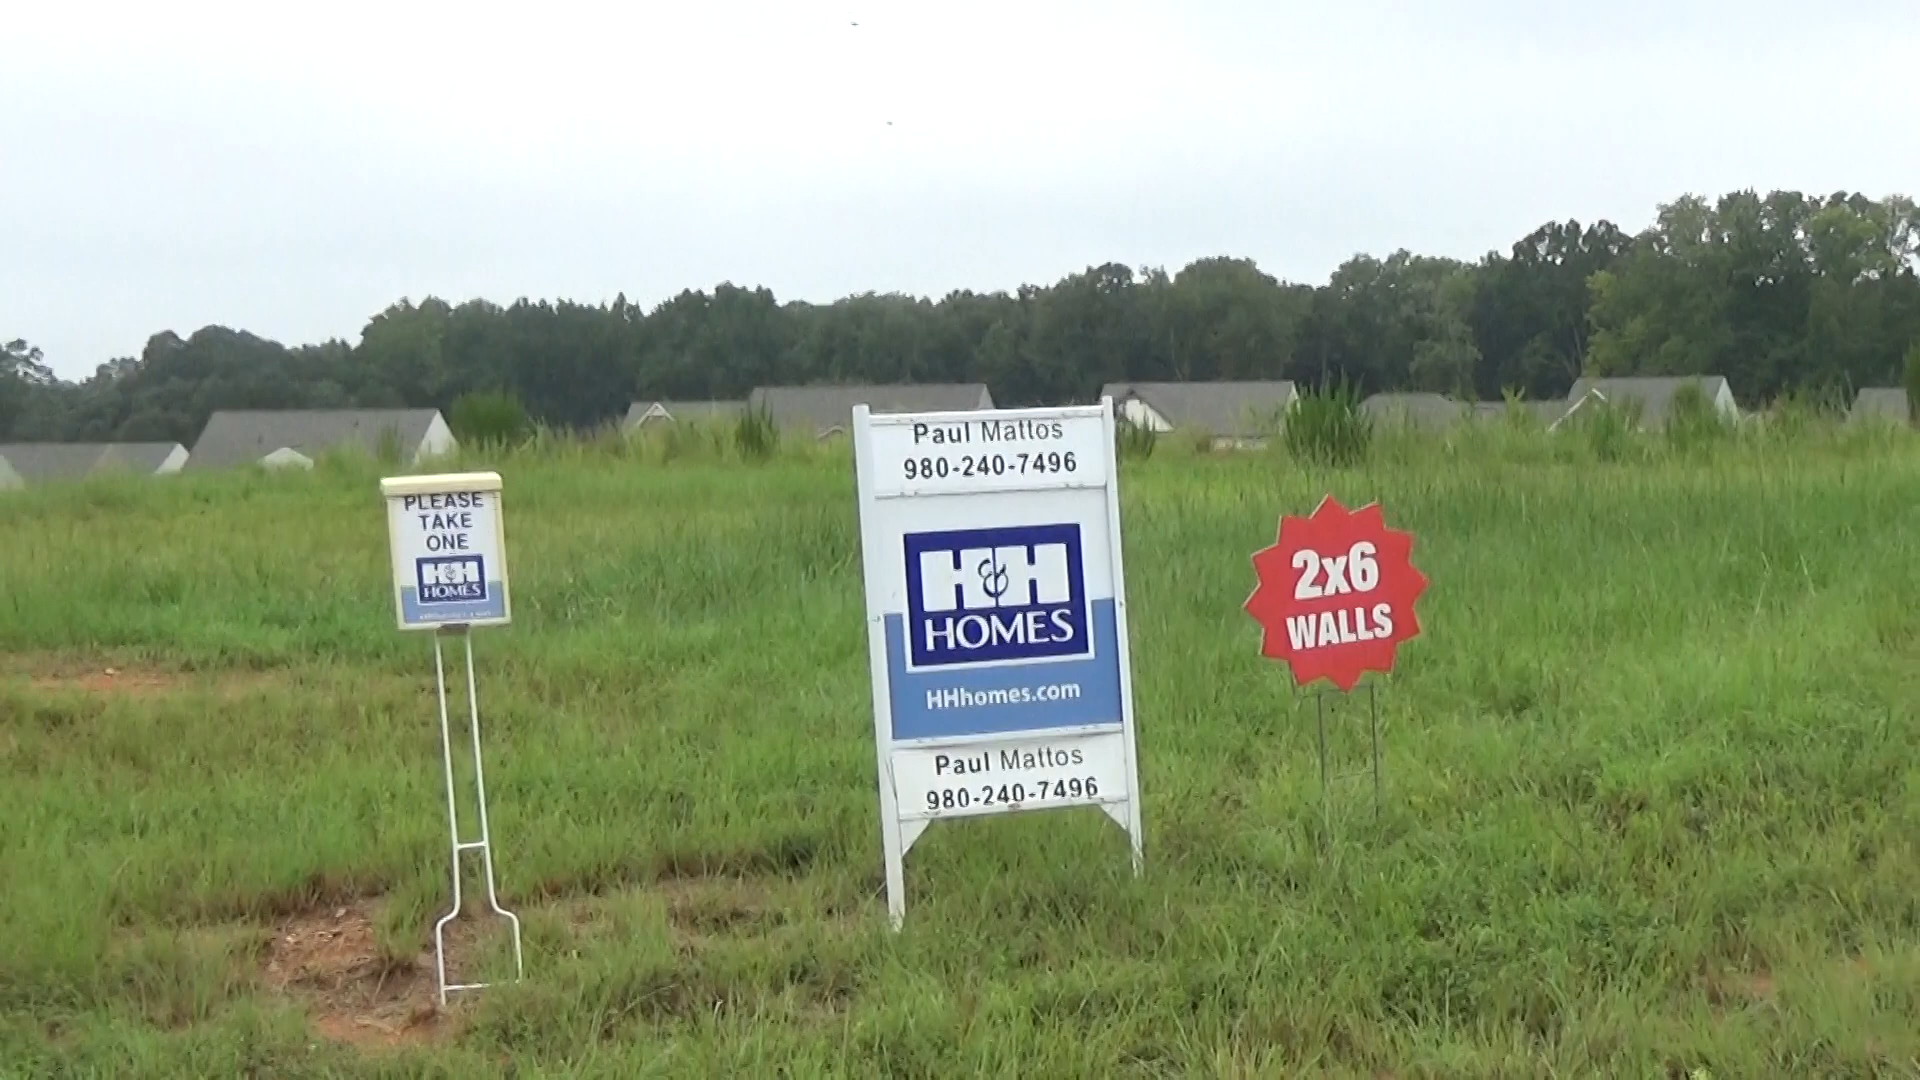 PLEASE
TAKE
ONE
H&H
HOMES
Paul Mattos
980-240-7496
H&H
HOMES
HHhomes.com
Paul Mattos
980-240-7496
2x6
WALLS